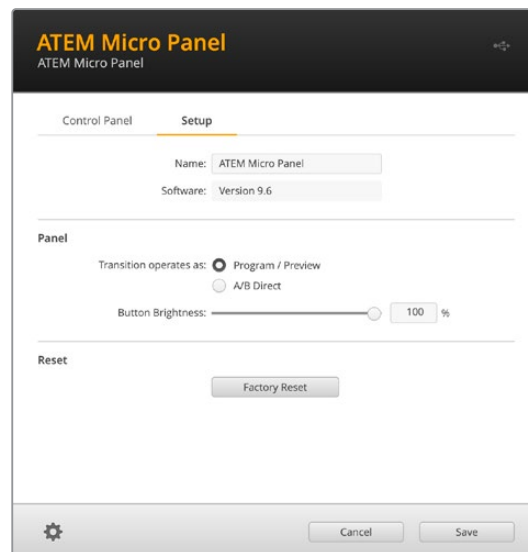 ATEM Micro Panel
ATEM Micro Panel
Control Panel Setup
Name: ATEM Micro Panel
Software: Version 9.6
Panel
Transition operates as: Program / Preview
A/B Direct
Button Brightness: 100 %
Reset
Factory Reset
Cancel Save